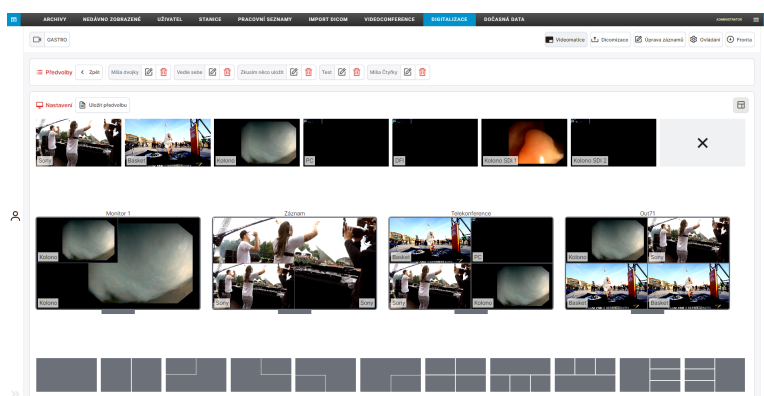 ARCHIVY NEDÁVNO ZOBRAZENÉ UŽIVATEL STANICE PRACOVNÍ SEZNAMY IMPORT DICOM VIDEOCONFERENCE DIGITALIZACE DOČASNÁ DATA ADMINISTRATOR
GASTRO Videomatice Dicomizace Oprava záznamů Ovládání Fronta
Předvolby Zpět Míša dvojky Vedle sebe Zkusím něco uložit Test Míša Čtyřky
Nastavení Uložit předvolbu
Sony Basket Kolono PC DFI Kolono SDI 1 Kolono SDI 2
Monitor 1 Záznam Telekonference Out71
Kolono Basket PC Kolono Sony
Kolono Sony Sony Sony Kolono Basket Basket